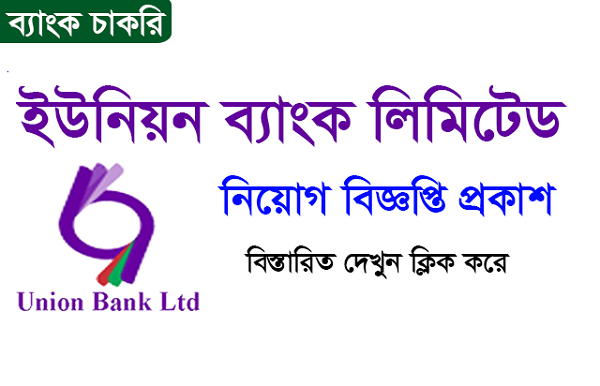 ব্যাংক চাকরি
ইউনিয়ন ব্যাংক লিমিটেড
নিয়োগ বিজ্ঞপ্তি প্রকাশ
বিস্তারিত দেখুন ক্লিক করে
Union Bank Ltd